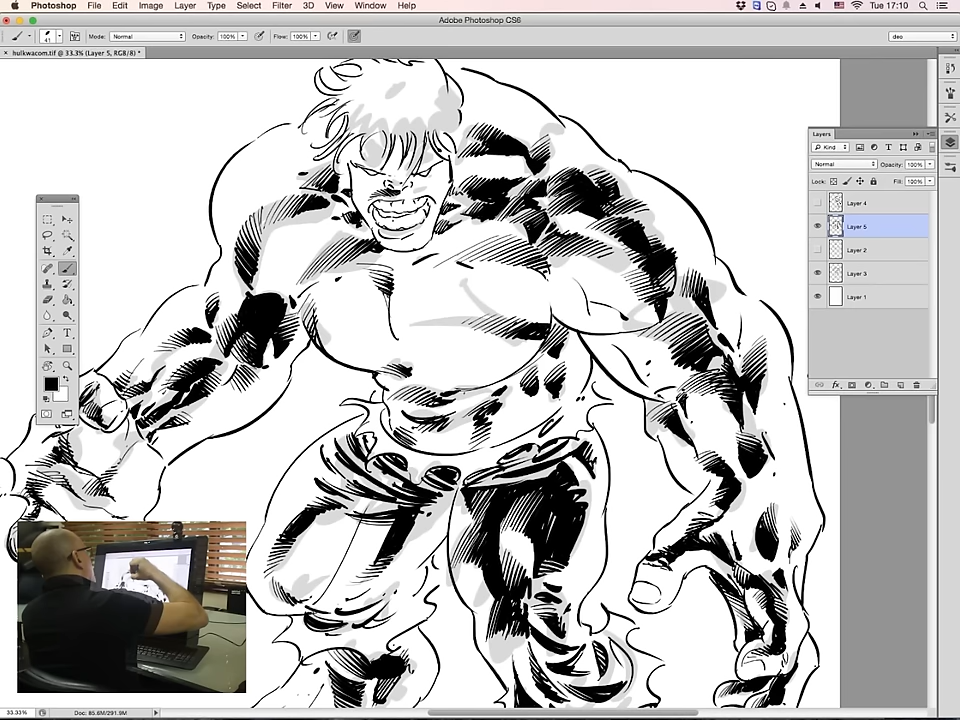 Photoshop File Edit Image Layer Type Select Filter 3D View Window Help Tue 17:10
Adobe Photoshop CS6
41 Mode: Normal Opacity: 100% Flow: 100% deo
× hulkwacom.tif @ 33.3% (Layer 5, RGB/8) *
Layers
Kind
Normal Opacity: 100%
Lock: Fill: 100%
Layer 4
Layer 5
Layer 2
Layer 3
Layer 1
33.33% Doc: 85.6M/291.9M